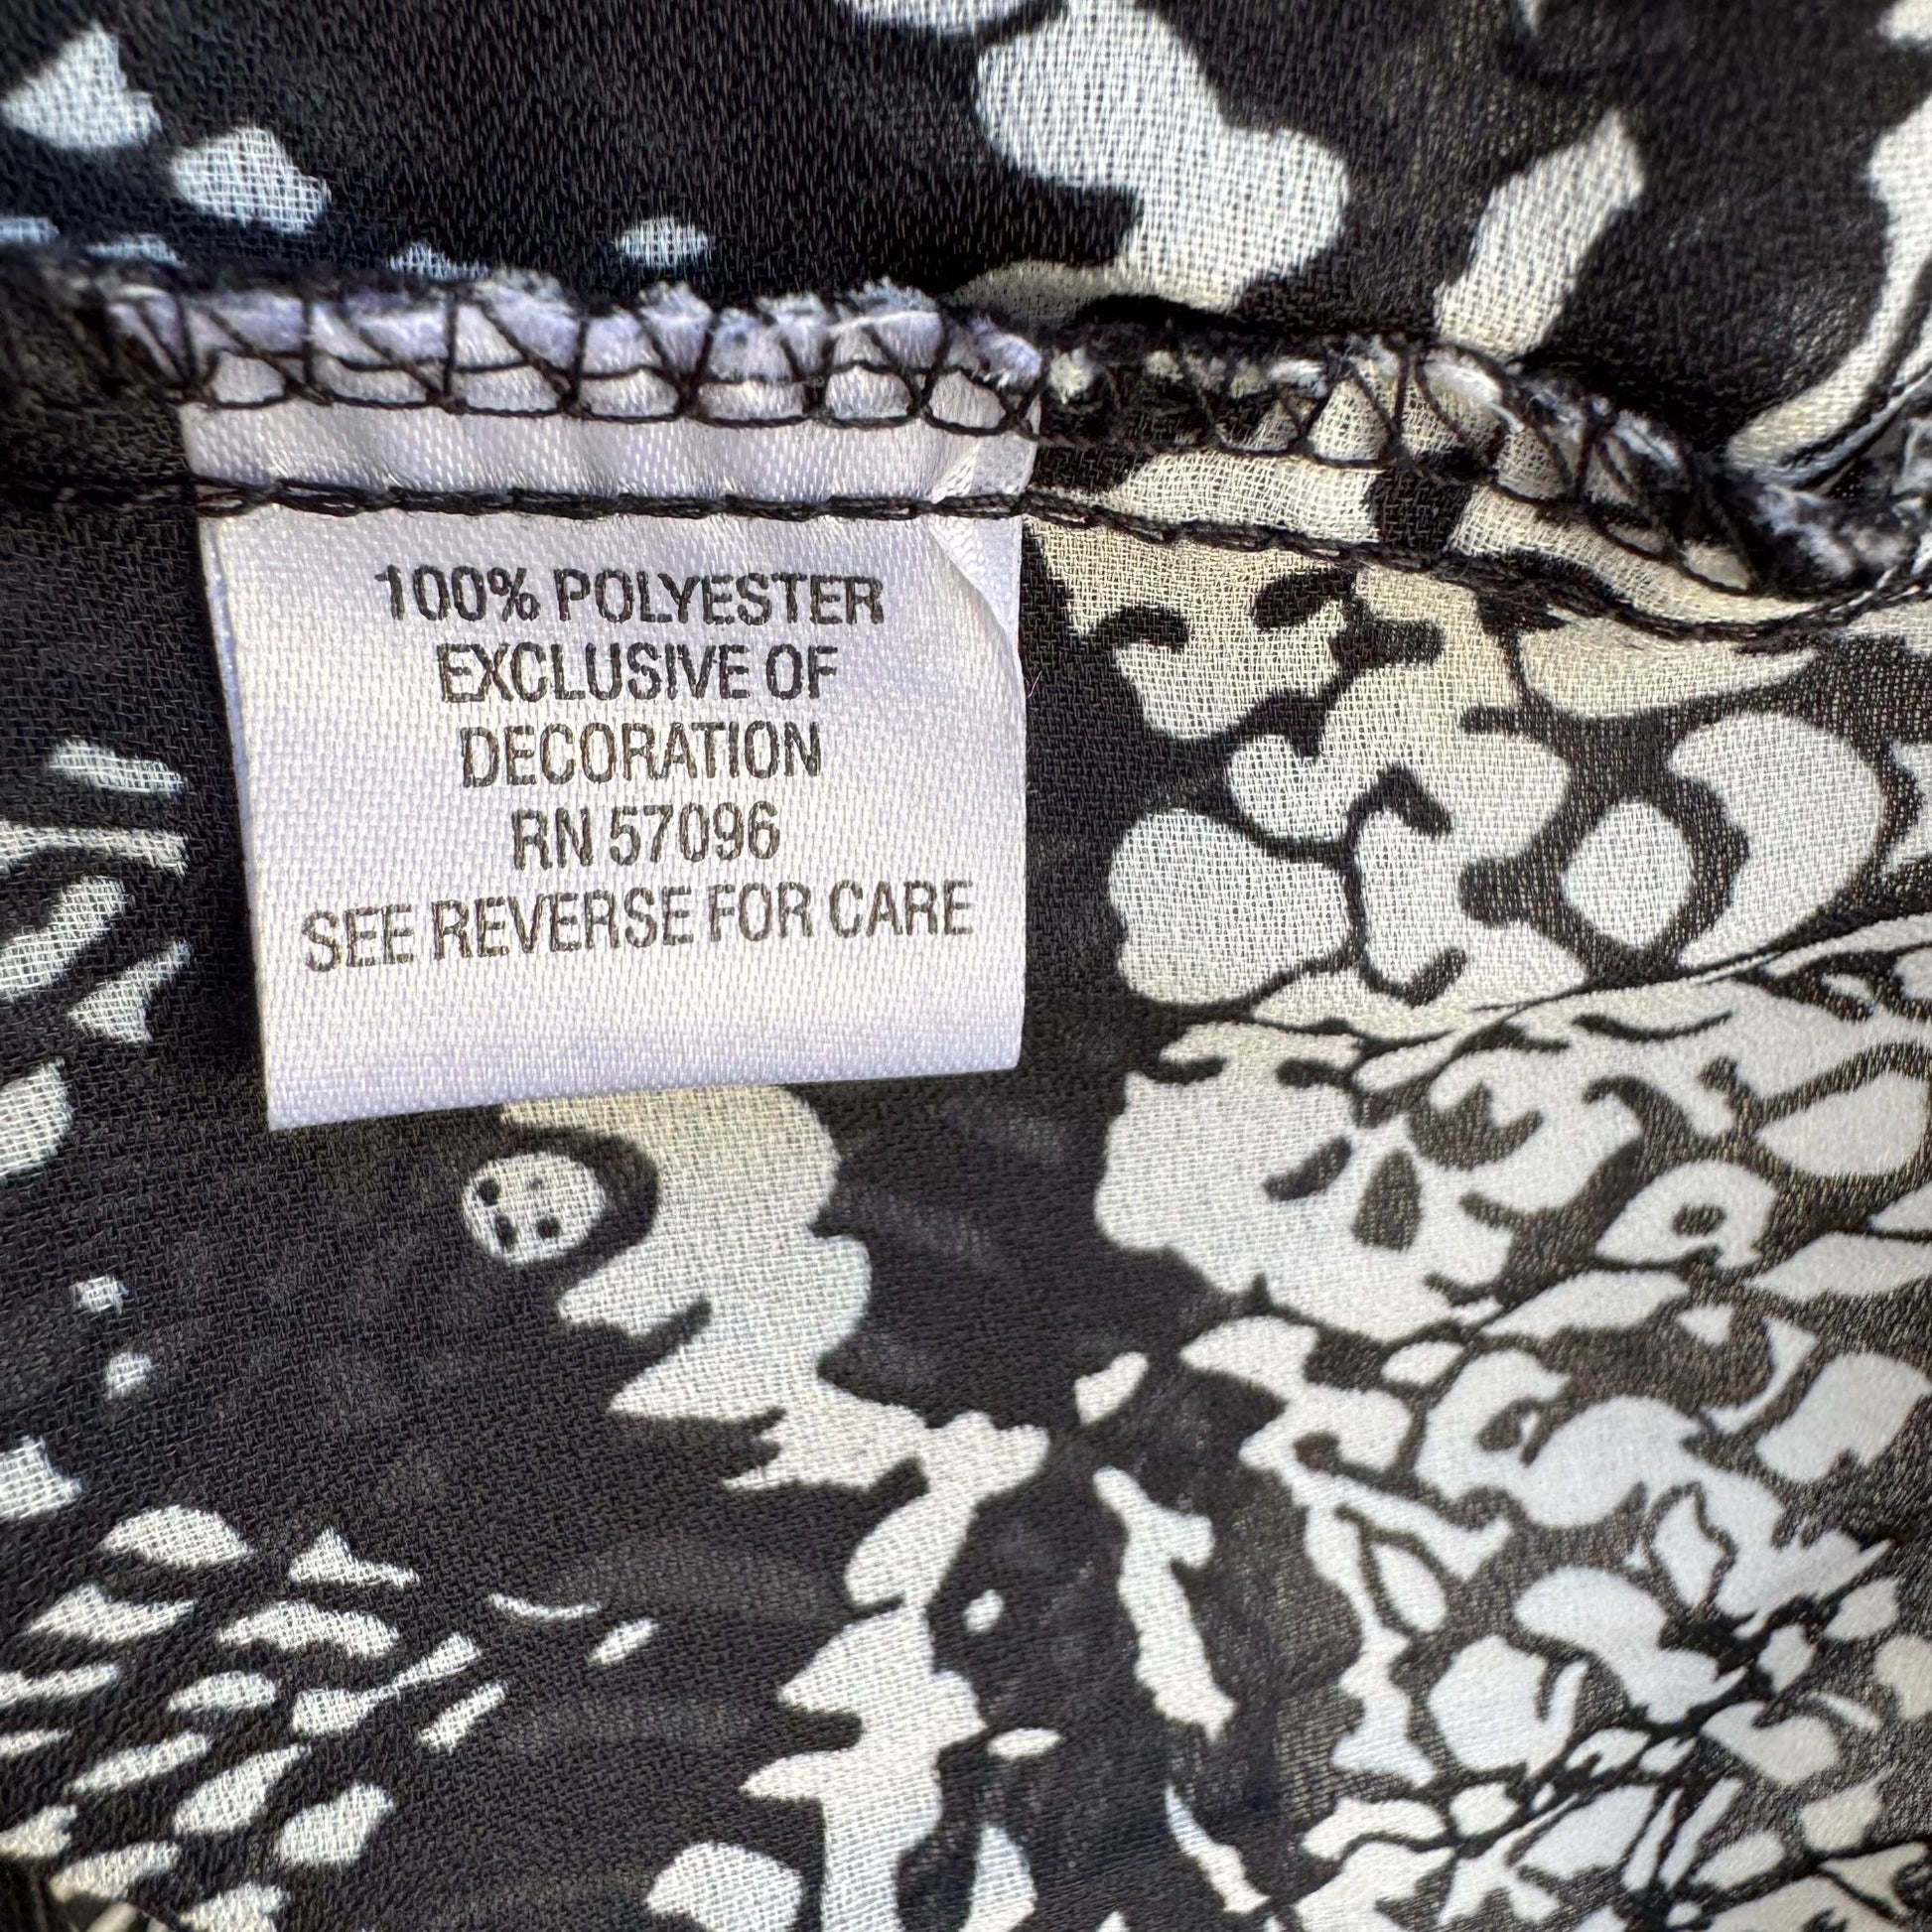 100% POLYESTER
EXCLUSIVE OF
DECORATION
RN 57096
SEE REVERSE FOR CARE